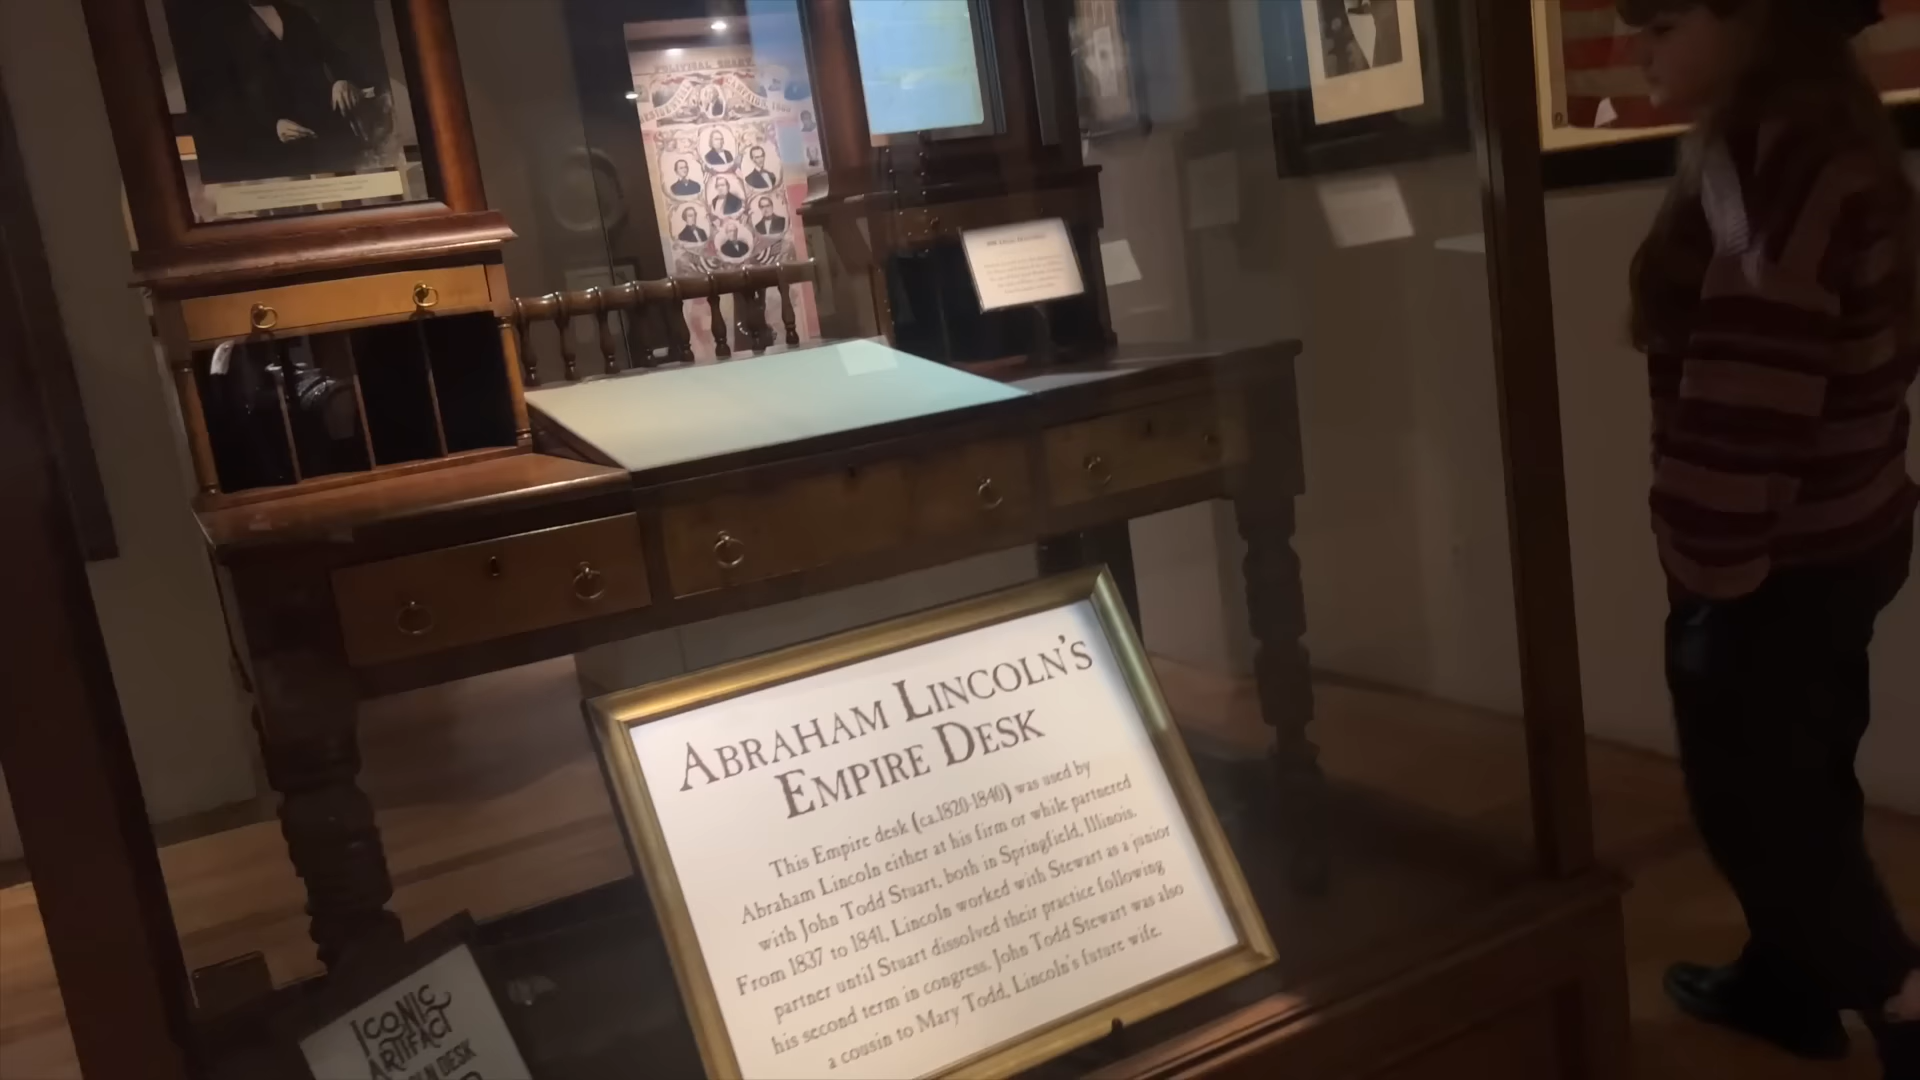 POLITICAL CHART
ABRAHAM LINCOLN'S
EMPIRE DESK
This Empire desk (ca.1820-1840) was used by
Abraham Lincoln either at his firm or while partnered
with John Todd Stuart, both in Springfield, Illinois.
From 1837 to 1841, Lincoln worked with Stewart as a junior
partner until Stuart dissolved their practice following
his second term in congress. John Todd Stewart was also
a cousin to Mary Todd, Lincoln's future wife.
ICONIC
ARTIFACT
DESK